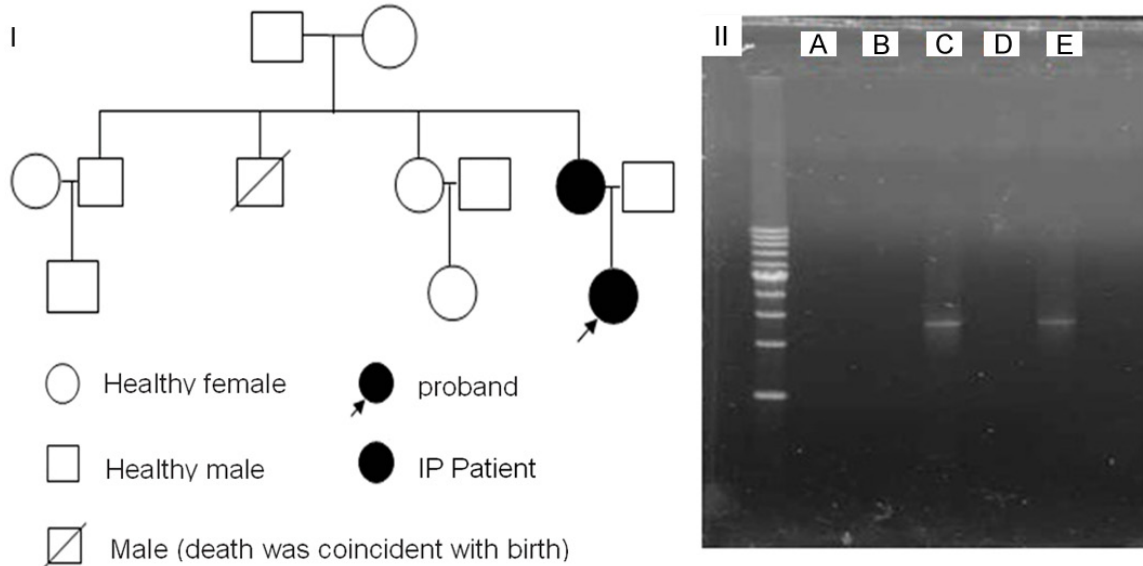 I
II
A B C D E
Healthy female
proband
Healthy male
IP Patient
Male (death was coincident with birth)